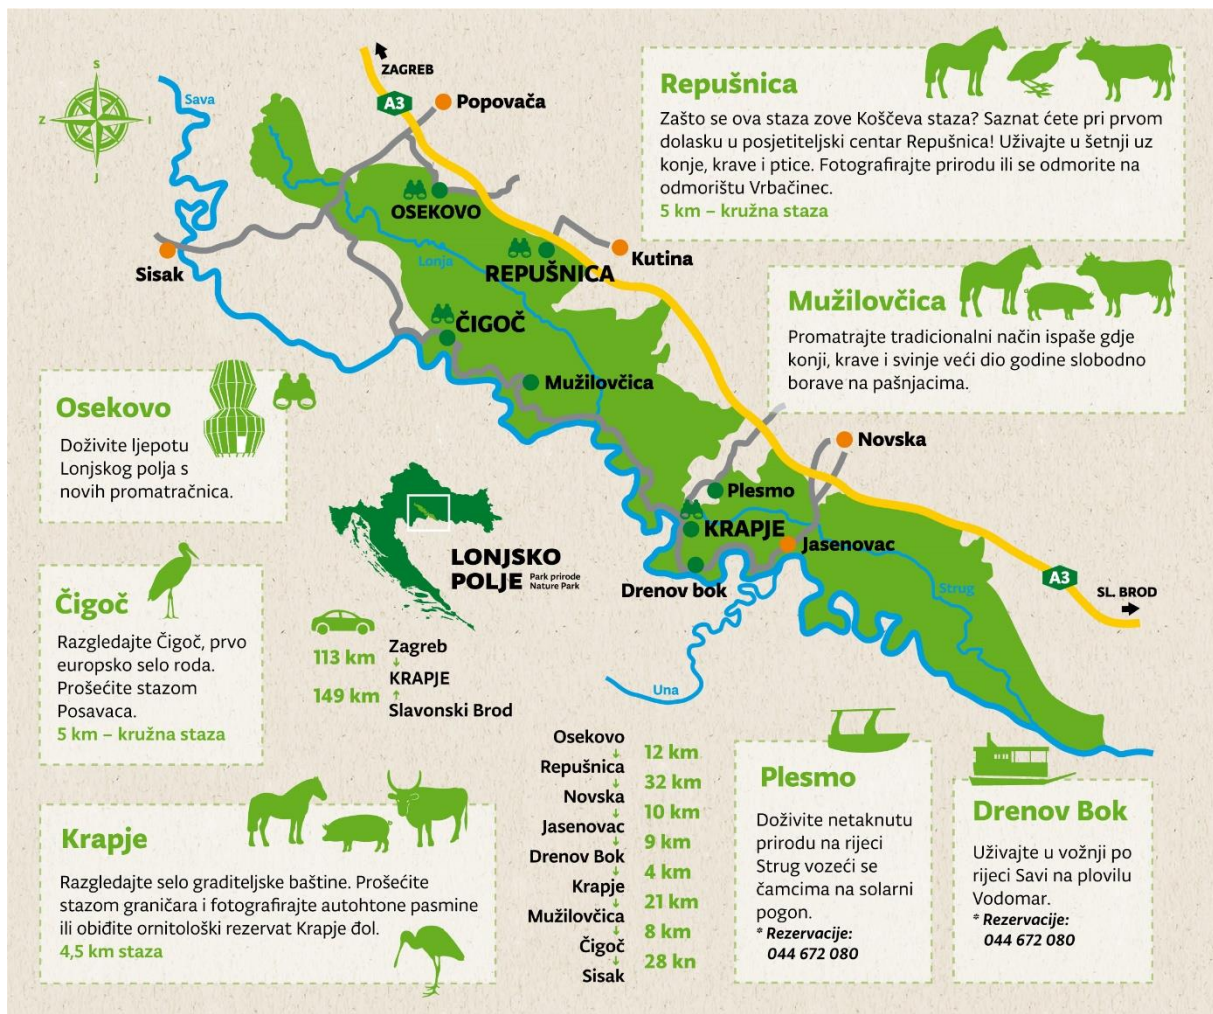 S
Z
I
J
Sava
ZAGREB
A3
Popovača
OSEKOVO
Lonja
REPUŠNICA
Kutina
Sisak
ČIGOČ
Mužilovčica
Novska
Plesmo
KRAPJE
Jasenovac
Drenov bok
Strug
A3
SL. BROD
Una
Repušnica
Zašto se ova staza zove Koščeva staza? Saznat ćete pri prvom
dolasku u posjetiteljski centar Repušnica! Uživajte u šetnji uz
konje, krave i ptice. Fotografirajte prirodu ili se odmorite na
odmorištu Vrbačinec.
5 km – kružna staza
Mužilovčica
Promatrajte tradicionalni način ispaše gdje
konji, krave i svinje veći dio godine slobodno
borave na pašnjacima.
Osekovo
Doživite ljepotu
Lonjskog polja s
novih promatračnica.
LONJSKO
POLJE
Park prirode
Nature Park
Čigoč
Razgledajte Čigoč, prvo
europsko selo roda.
Prošećite stazom
Posavaca.
5 km – kružna staza
Zagreb
113 km
KRAPJE
149 km
Slavonski Brod
Krapje
Razgledajte selo graditeljske baštine. Prošećite
stazom graničara i fotografirajte autohtone pasmine
ili obiđite ornitološki rezervat Krapje đol.
4,5 km staza
Osekovo
12 km
Repušnica
32 km
Novska
10 km
Jasenovac
9 km
Drenov Bok
4 km
Krapje
21 km
Mužilovčica
8 km
Čigoč
28 kn
Sisak
Plesmo
Doživite netaknutu
prirodu na rijeci
Strug vozeći se
čamcima na solarni
pogon.
* Rezervacije:
044 672 080
Drenov Bok
Uživajte u vožnji po
rijeci Savi na plovilu
Vodomar.
* Rezervacije:
044 672 080